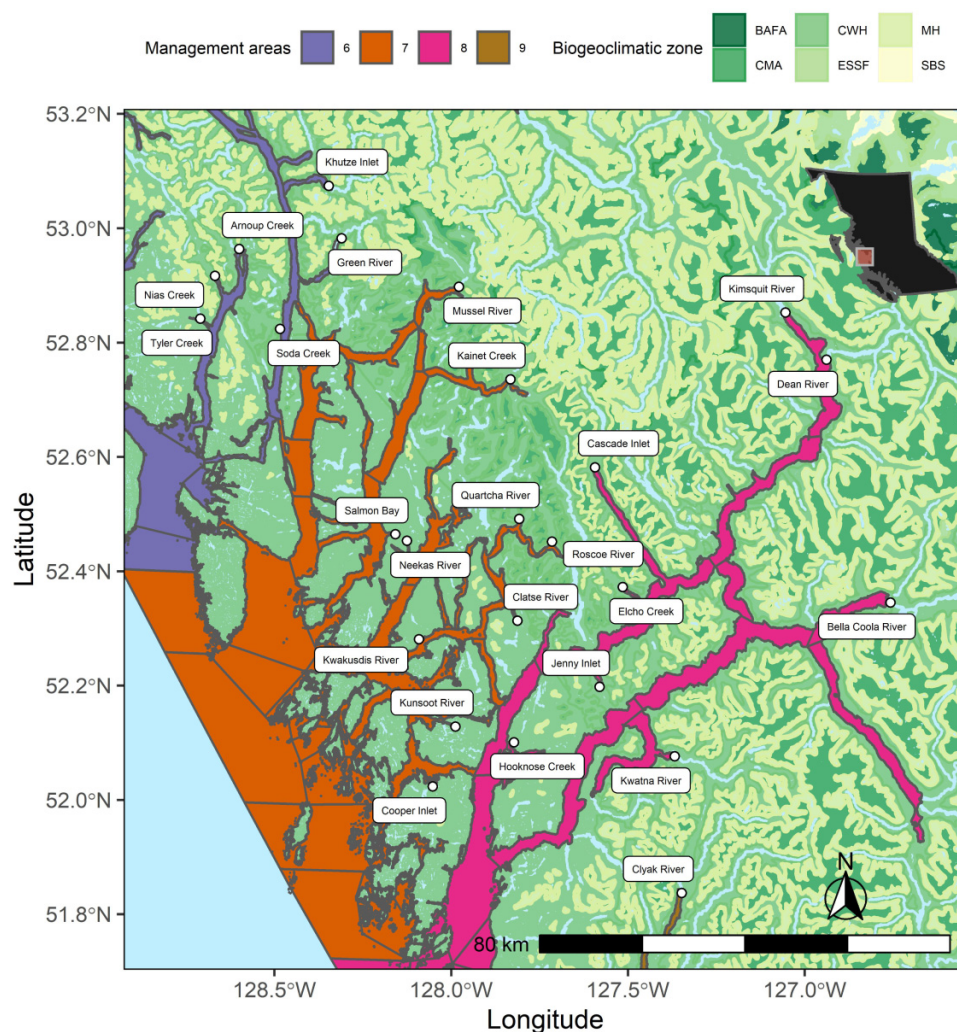 Management areas 6 7 8 9 Biogeoclimatic zone BAFA CWH MH
CMA ESSF SBS
53.2°N
53.0°N
52.8°N
52.6°N
52.4°N
52.2°N
52.0°N
51.8°N
Latitude
Khutze Inlet
Arnoup Creek
Green River
Nias Creek
Kimsquit River
Mussel River
Tyler Creek
Soda Creek
Kainet Creek
Dean River
Cascade Inlet
Quartcha River
Salmon Bay
Neekas River
Roscoe River
Clatse River
Elcho Creek
Bella Coola River
Kwakusdis River
Jenny Inlet
Kunsoot River
Hooknose Creek
Kwatna River
Cooper Inlet
Clyak River
N
80 km
128.5°W 128.0°W 127.5°W 127.0°W
Longitude